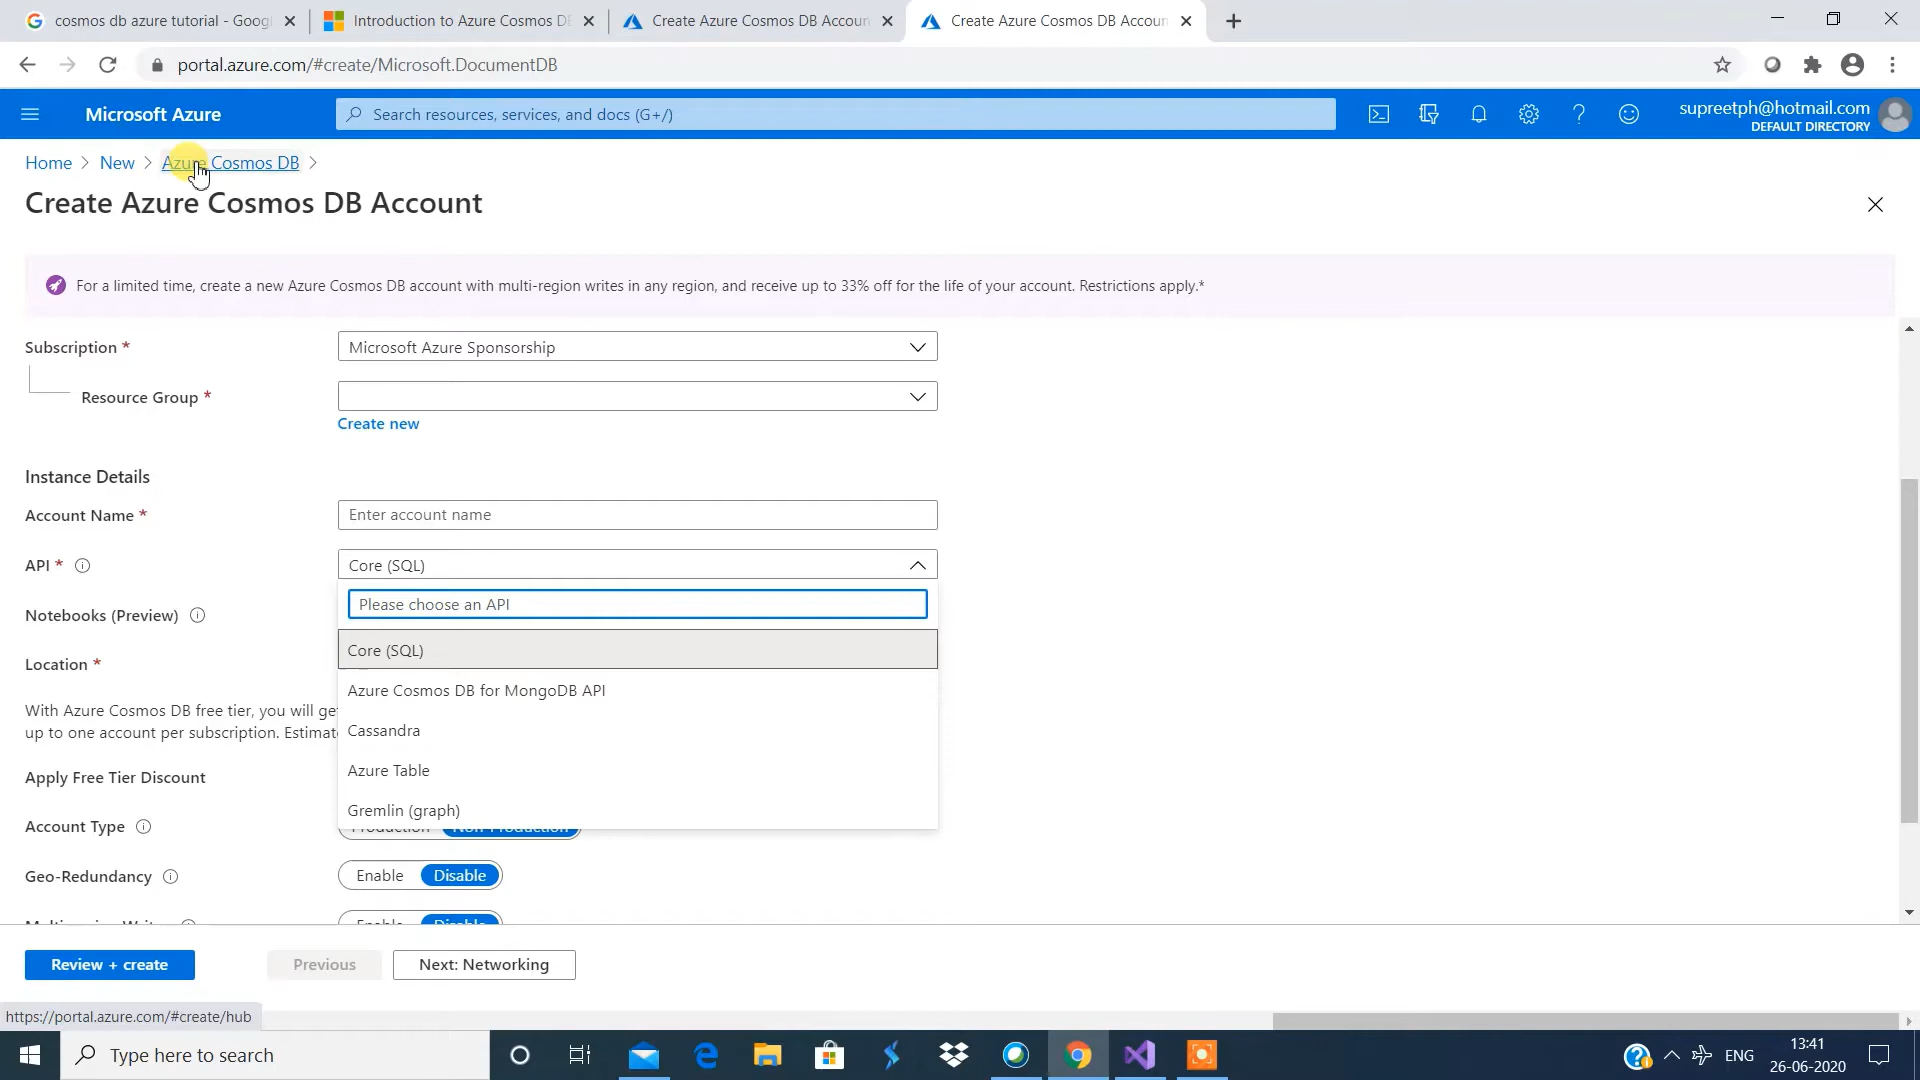 cosmos db azure tutorial - Goog
Introduction to Azure Cosmos D
Create Azure Cosmos DB Accoun
Create Azure Cosmos DB Accoun
portal.azure.com/#create/Microsoft.DocumentDB
Microsoft Azure
Search resources, services, and docs (G+/)
supreetph@hotmail.com
DEFAULT DIRECTORY
Home > New > Azure Cosmos DB >
Create Azure Cosmos DB Account
For a limited time, create a new Azure Cosmos DB account with multi-region writes in any region, and receive up to 33% off for the life of your account. Restrictions apply.*
Subscription *
Microsoft Azure Sponsorship
Resource Group *
Create new
Instance Details
Account Name *
Enter account name
API *
Core (SQL)
Please choose an API
Notebooks (Preview)
Core (SQL)
Location *
Azure Cosmos DB for MongoDB API
With Azure Cosmos DB free tier, you will ge
up to one account per subscription. Estimate
Cassandra
Apply Free Tier Discount
Azure Table
Gremlin (graph)
Account Type
Production Non-Production
Geo-Redundancy
Enable Disable
Enable Disable
Review + create
Previous
Next: Networking
https://portal.azure.com/#create/hub
Type here to search
ENG
13:41
26-06-2020